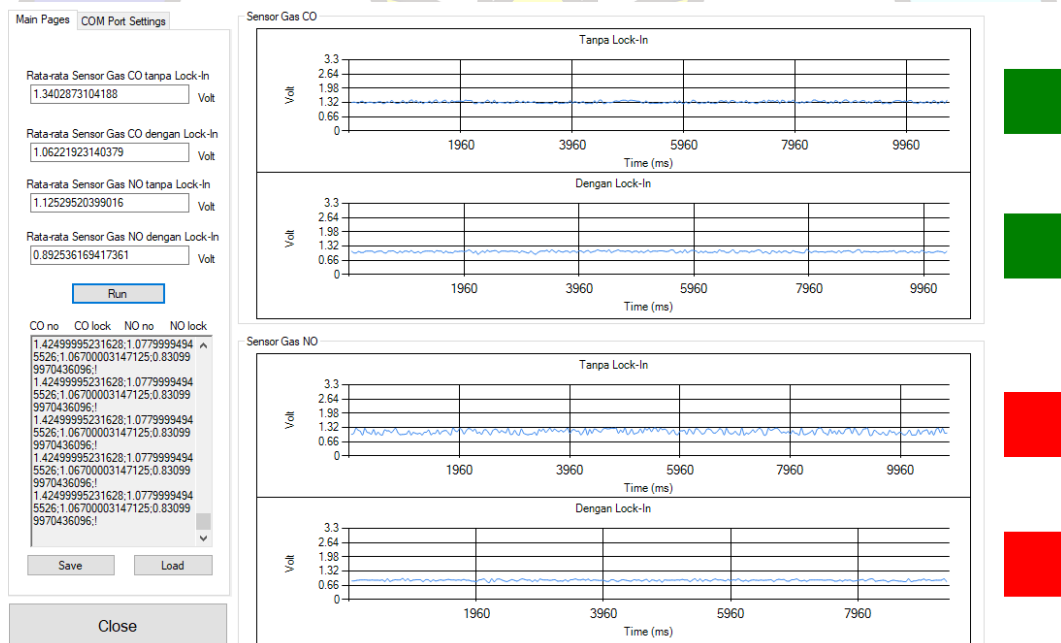 Main Pages
COM Port Settings
Rata-rata Sensor Gas CO tanpa Lock-In
1.3402873104188
Volt
Rata-rata Sensor Gas CO dengan Lock-In
1.06221923140379
Volt
Rata-rata Sensor Gas NO tanpa Lock-In
1.12529520399016
Volt
Rata-rata Sensor Gas NO dengan Lock-In
0.892536169417361
Volt
Run
CO no CO lock NO no NO lock
1.42499995231628;1.0779999494
5526;1.06700003147125;0.83099
9970436096;!
1.42499995231628;1.0779999494
5526;1.06700003147125;0.83099
9970436096;!
1.42499995231628;1.0779999494
5526;1.06700003147125;0.83099
9970436096;!
1.42499995231628;1.0779999494
5526;1.06700003147125;0.83099
9970436096;!
1.42499995231628;1.0779999494
5526;1.06700003147125;0.83099
9970436096;!
Save
Load
Close
Sensor Gas CO
Tanpa Lock-In
Volt
3.3
2.64
1.98
1.32
0.66
0
1960 3960 5960 7960 9960
Time (ms)
Dengan Lock-In
Volt
3.3
2.64
1.98
1.32
0.66
0
1960 3960 5960 7960 9960
Time (ms)
Sensor Gas NO
Tanpa Lock-In
Volt
3.3
2.64
1.98
1.32
0.66
0
1960 3960 5960 7960 9960
Time (ms)
Dengan Lock-In
Volt
3.3
2.64
1.98
1.32
0.66
0
1960 3960 5960 7960
Time (ms)